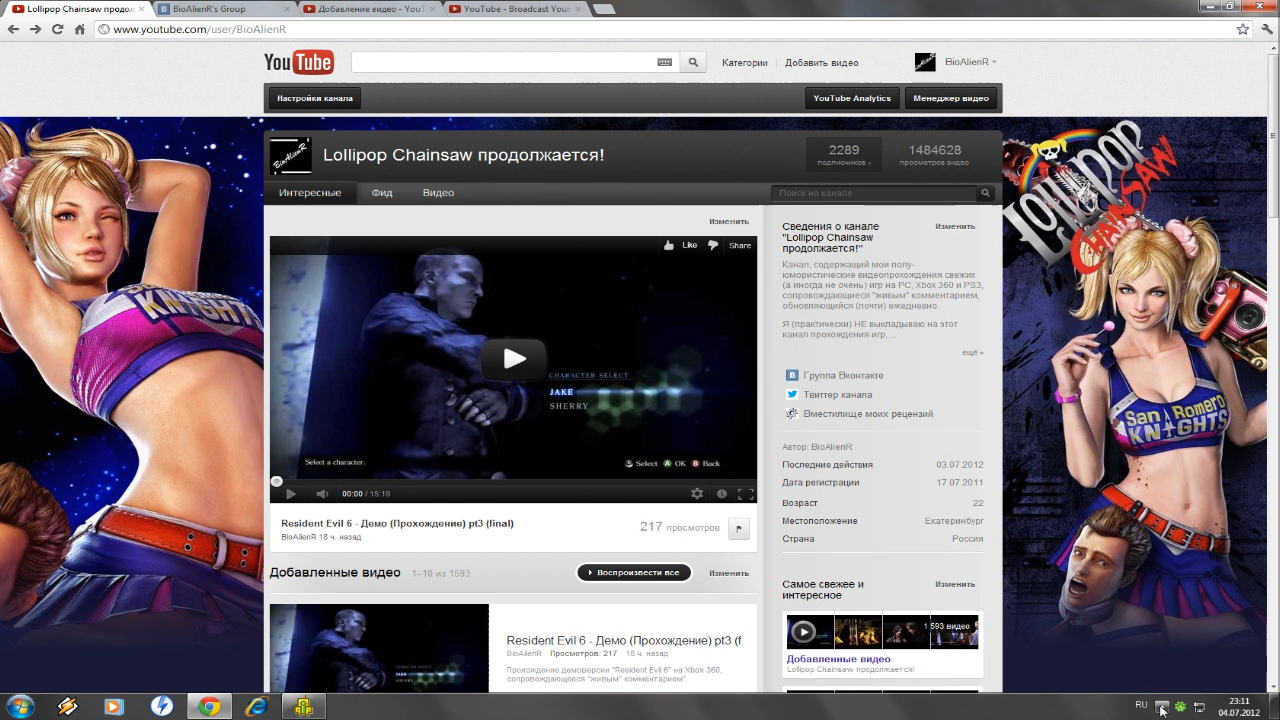 Lollipop Chainsaw продол
BioAlienR's Group
Добавление видео - YouT
YouTube - Broadcast Your
www.youtube.com/user/BioAlienR
YouTube
Категории
Добавить видео
BioAlienR
Настройки канала
YouTube Analytics
Менеджер видео
BioAlienR
Lollipop Chainsaw продолжается!
2289
подписчиков
1484628
просмотров видео
Интересные
Фид
Видео
Поиск на канале
Изменить
Like
Share
CHARACTER SELECT
JAKE
SHERRY
Select a character.
S Select A OK B Back
00:00 / 15:19
Resident Evil 6 - Демо (Прохождение) pt3 (final)
BioAlienR 18 ч. назад
217 просмотров
Добавленные видео
1–10 из 1593
Воспроизвести все
Изменить
Resident Evil 6 - Демо (Прохождение) pt3 (f
BioAlienR Просмотров: 217 18 ч. назад
Прохождение демоверсии "Resident Evil 6" на Xbox 360,
сопровождающееся "живым" комментарием".
CHARACTER SELECT
JAKE
SHERRY
Сведения о канале
"Lollipop Chainsaw
продолжается!"
Изменить
Канал, содержащий мои полу-
юмористические видеопрохождения свежих
(а иногда не очень) игр на PC, Xbox 360 и PS3,
сопровождающиеся "живым" комментарием,
обновляющийся (почти) ежедневно.
Я (практически) НЕ выкладываю на этот
канал прохождения игр, ...
ещё
В Группа Вконтакте
Твиттер канала
Вместилище моих рецензий
Автор: BioAlienR
Последние действия 03.07.2012
Дата регистрации 17.07.2011
Возраст 22
Местоположение Екатеринбург
Страна Россия
Самое свежее и
интересное
Изменить
1 593 видео
Добавленные видео
Lollipop Chainsaw продолжается!
KNIGHTS
Lollipop
Chainsaw
San Romero
KNIGHTS
RU
23:11
04.07.2012